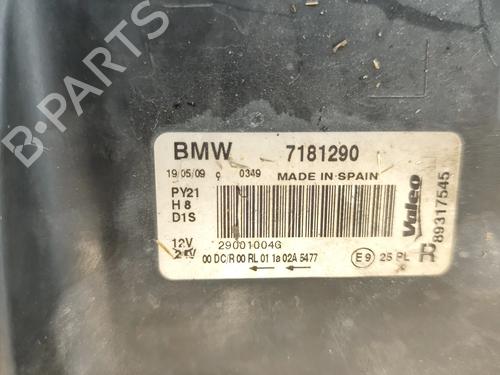 B-PARTS
BMW 7181290
19/05/09 0349 MADE IN SPAIN
PY21
H8
D1S
12V 29001004G
24V 00 DC/R 00 RL 01 1a 02A 5477
E9 25 PL
Valeo
89317545